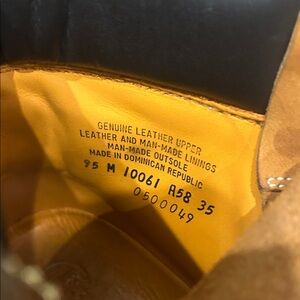 GENUINE LEATHER UPPER
LEATHER AND MAN-MADE LININGS
MAN-MADE OUTSOLE
MADE IN DOMINICAN REPUBLIC
95 M 10061 A58 35
0500049